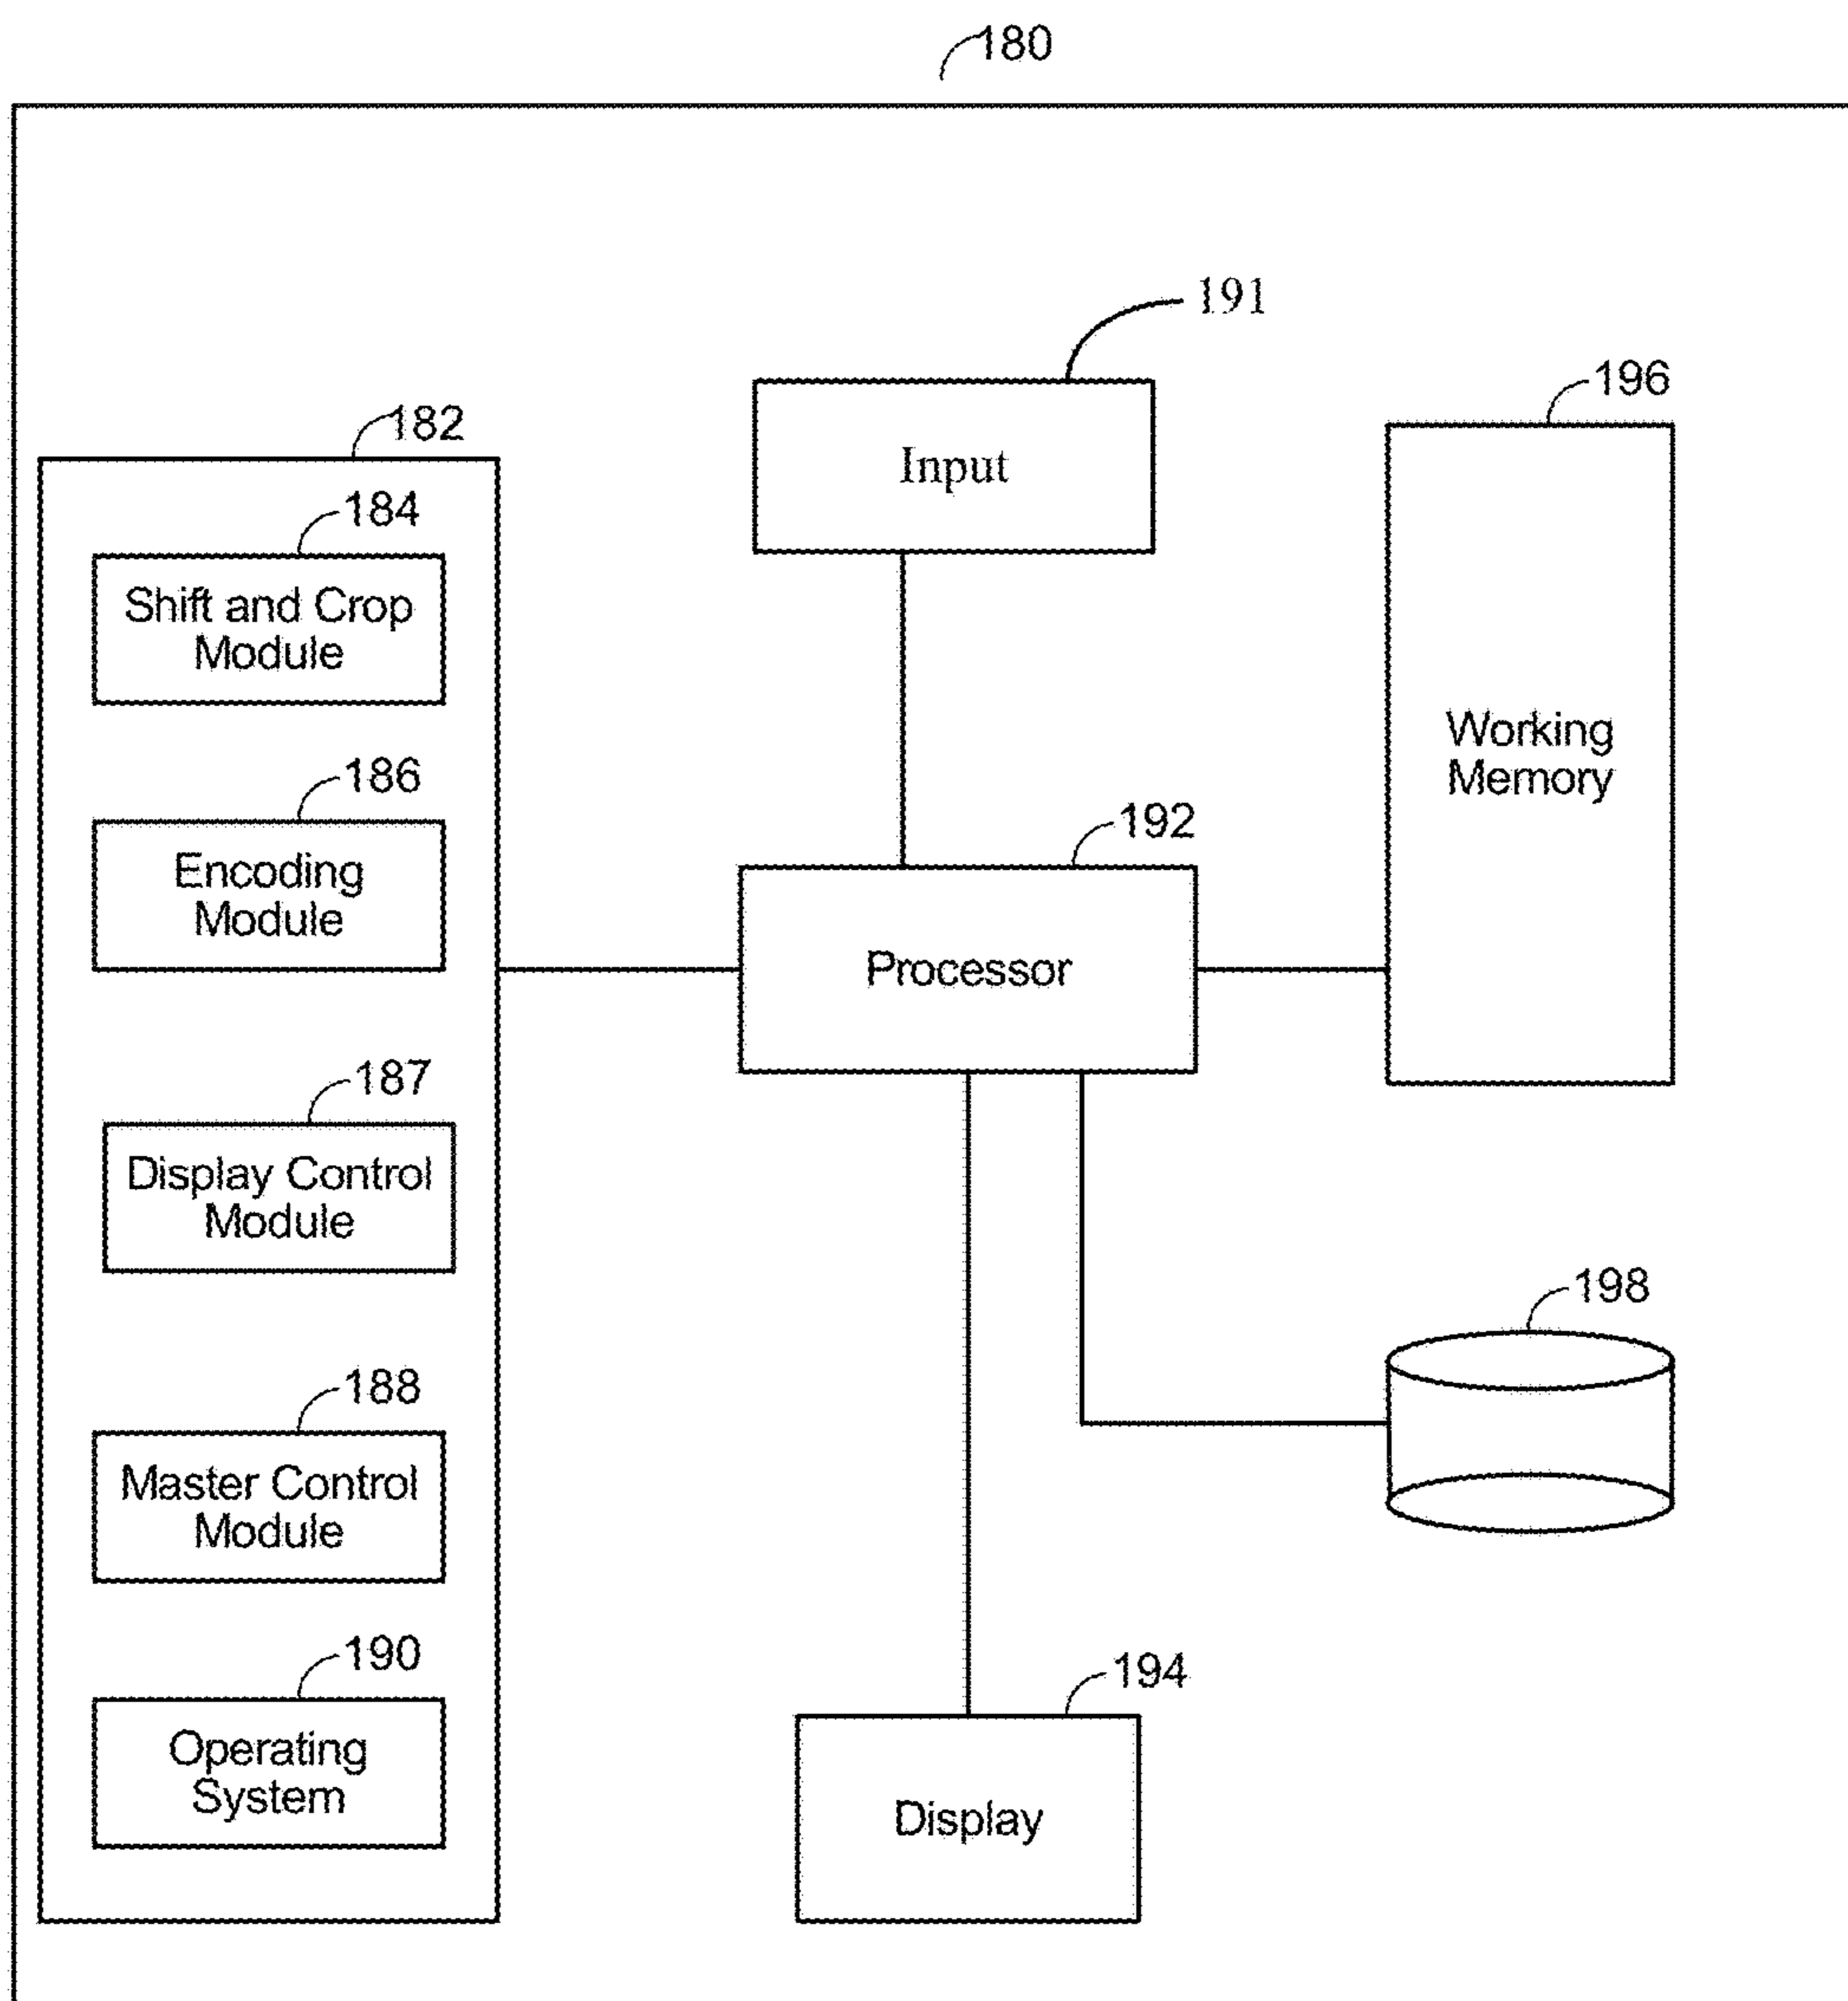 180
191
Input
196
Working
Memory
182
184
Shift and Crop
Module
186
Encoding
Module
192
Processor
187
Display Control
Module
198
188
Master Control
Module
190
Operating
System
194
Display